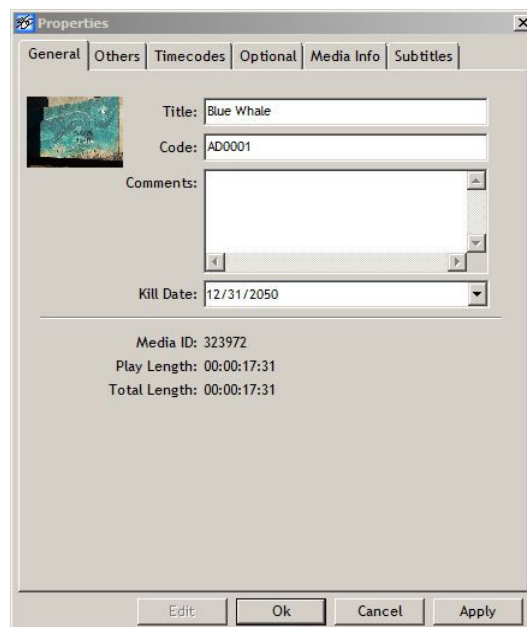 Properties
General Others Timecodes Optional Media Info Subtitles
Title: Blue Whale
Code: AD0001
Comments:
Kill Date: 12/31/2050
Media ID: 323972
Play Length: 00:00:17:31
Total Length: 00:00:17:31
Edit Ok Cancel Apply